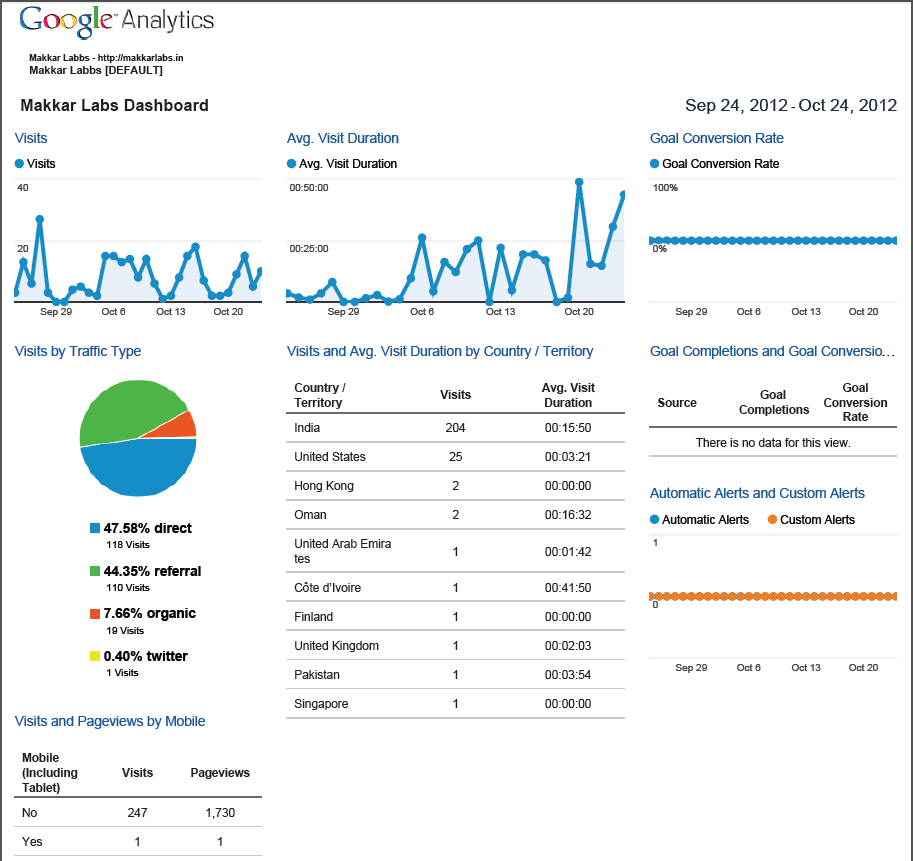 Google™ Analytics
Makkar Labbs - http://makkarlabs.in
Makkar Labbs [DEFAULT]
Makkar Labs Dashboard
Sep 24, 2012 - Oct 24, 2012
Visits
Visits
40
20
Sep 29 Oct 6 Oct 13 Oct 20
Avg. Visit Duration
Avg. Visit Duration
00:50:00
00:25:00
Sep 29 Oct 6 Oct 13 Oct 20
Goal Conversion Rate
Goal Conversion Rate
100%
0%
Sep 29 Oct 6 Oct 13 Oct 20
Visits by Traffic Type
47.58% direct
118 Visits
44.35% referral
110 Visits
7.66% organic
19 Visits
0.40% twitter
1 Visits
Visits and Avg. Visit Duration by Country / Territory
Country /
Territory
Visits
Avg. Visit
Duration
India 204 00:15:50
United States 25 00:03:21
Hong Kong 2 00:00:00
Oman 2 00:16:32
United Arab Emira
tes
1 00:01:42
Côte d'Ivoire 1 00:41:50
Finland 1 00:00:00
United Kingdom 1 00:02:03
Pakistan 1 00:03:54
Singapore 1 00:00:00
Goal Completions and Goal Conversio...
Source
Goal
Completions
Goal
Conversion
Rate
There is no data for this view.
Automatic Alerts and Custom Alerts
Automatic Alerts Custom Alerts
1
0
Sep 29 Oct 6 Oct 13 Oct 20
Visits and Pageviews by Mobile
Mobile
(Including
Tablet)
Visits
Pageviews
No 247 1,730
Yes 1 1